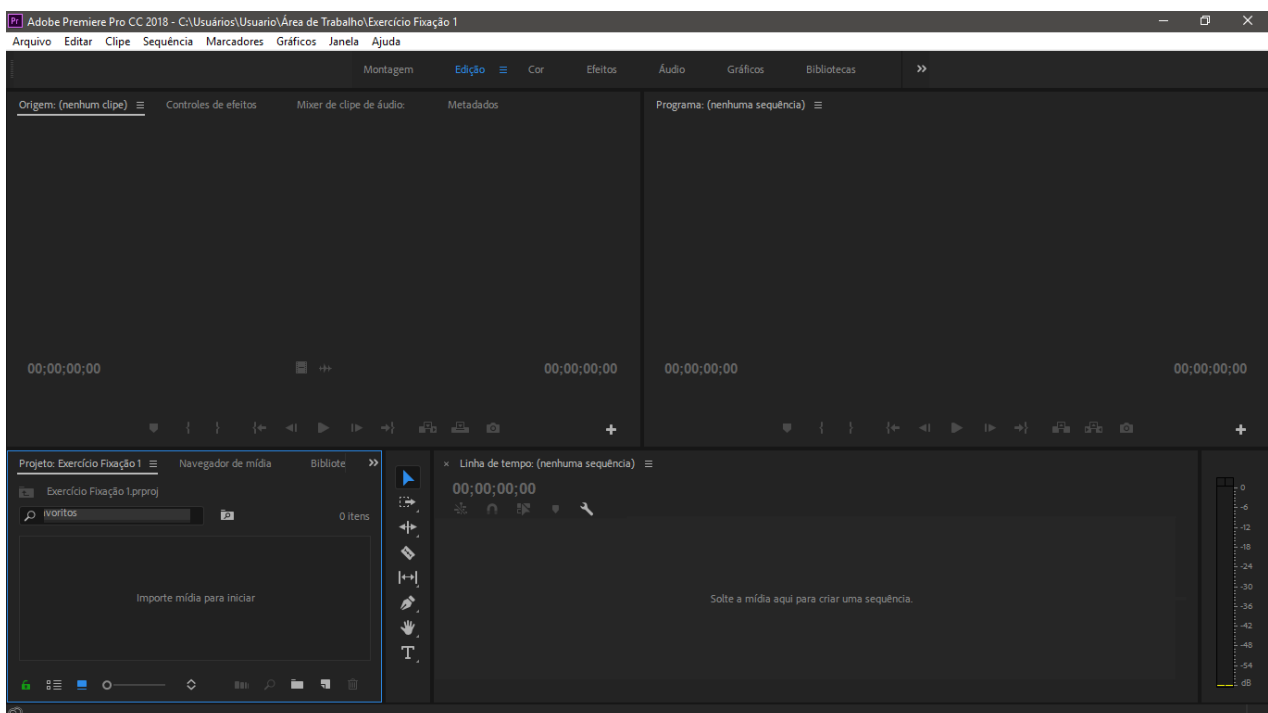 Pr Adobe Premiere Pro CC 2018 - C:\Usuários\Usuario\Área de Trabalho\Exercício Fixação 1
Arquivo Editar Clipe Sequência Marcadores Gráficos Janela Ajuda
Montagem Edição Cor Efeitos Áudio Gráficos Bibliotecas
Origem: (nenhum clipe) Controles de efeitos Mixer de clipe de áudio: Metadados
Programa: (nenhuma sequência)
00;00;00;00 00;00;00;00
00;00;00;00 00;00;00;00
Projeto: Exercício Fixação 1 Navegador de mídia Bibliote
Exercício Fixação 1.prproj
ivoritos 0 itens
Importe mídia para iniciar
T
× Linha de tempo: (nenhuma sequência)
00;00;00;00
Solte a mídia aqui para criar uma sequência.
0
-6
-12
-18
-24
-30
-36
-42
-48
-54
dB